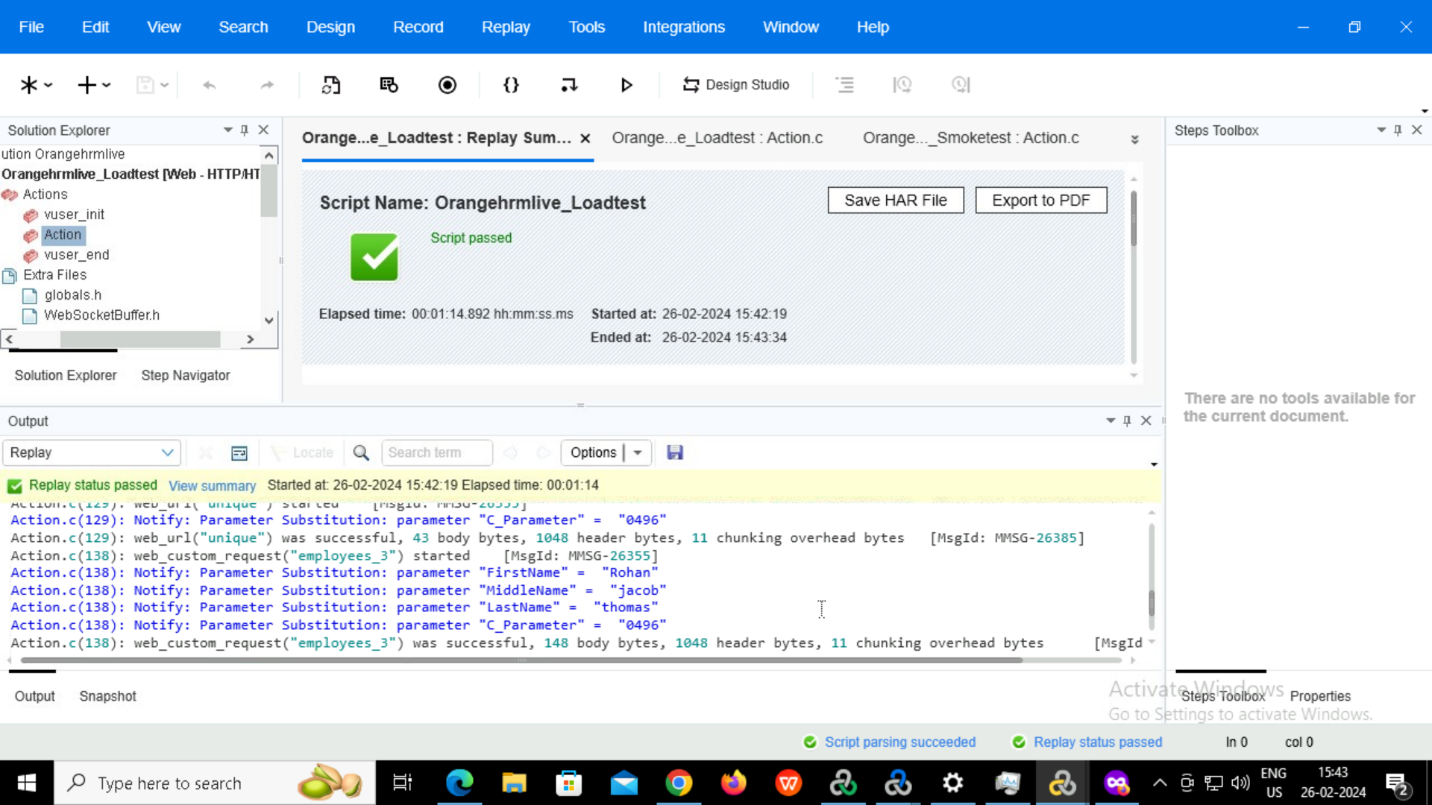 File Edit View Search Design Record Replay Tools Integrations Window Help
Design Studio
Solution Explorer
ution Orangehrmlive
Orangehrmlive_Loadtest [Web - HTTP/HT
Actions
vuser_init
Action
vuser_end
Extra Files
globals.h
WebSocketBuffer.h
Solution Explorer Step Navigator
Orange...e_Loadtest : Replay Sum... Orange...e_Loadtest : Action.c Orange..._Smoketest : Action.c
Script Name: Orangehrmlive_Loadtest
Save HAR File Export to PDF
Script passed
Elapsed time: 00:01:14.892 hh:mm:ss.ms Started at: 26-02-2024 15:42:19
Ended at: 26-02-2024 15:43:34
Steps Toolbox
There are no tools available for
the current document.
Output
Replay Locate Search term Options
Replay status passed View summary Started at: 26-02-2024 15:42:19 Elapsed time: 00:01:14
Action.c(129): web_url("unique") started [MsgId: MMSG-26355]
Action.c(129): Notify: Parameter Substitution: parameter "C_Parameter" = "0496"
Action.c(129): web_url("unique") was successful, 43 body bytes, 1048 header bytes, 11 chunking overhead bytes [MsgId: MMSG-26385]
Action.c(138): web_custom_request("employees_3") started [MsgId: MMSG-26355]
Action.c(138): Notify: Parameter Substitution: parameter "FirstName" = "Rohan"
Action.c(138): Notify: Parameter Substitution: parameter "MiddleName" = "jacob"
Action.c(138): Notify: Parameter Substitution: parameter "LastName" = "thomas"
Action.c(138): Notify: Parameter Substitution: parameter "C_Parameter" = "0496"
Action.c(138): web_custom_request("employees_3") was successful, 148 body bytes, 1048 header bytes, 11 chunking overhead bytes [MsgId
Output Snapshot
Steps Toolbox Properties
Activate Windows
Go to Settings to activate Windows.
Script parsing succeeded Replay status passed ln 0 col 0
Type here to search
ENG
US
15:43
26-02-2024
2